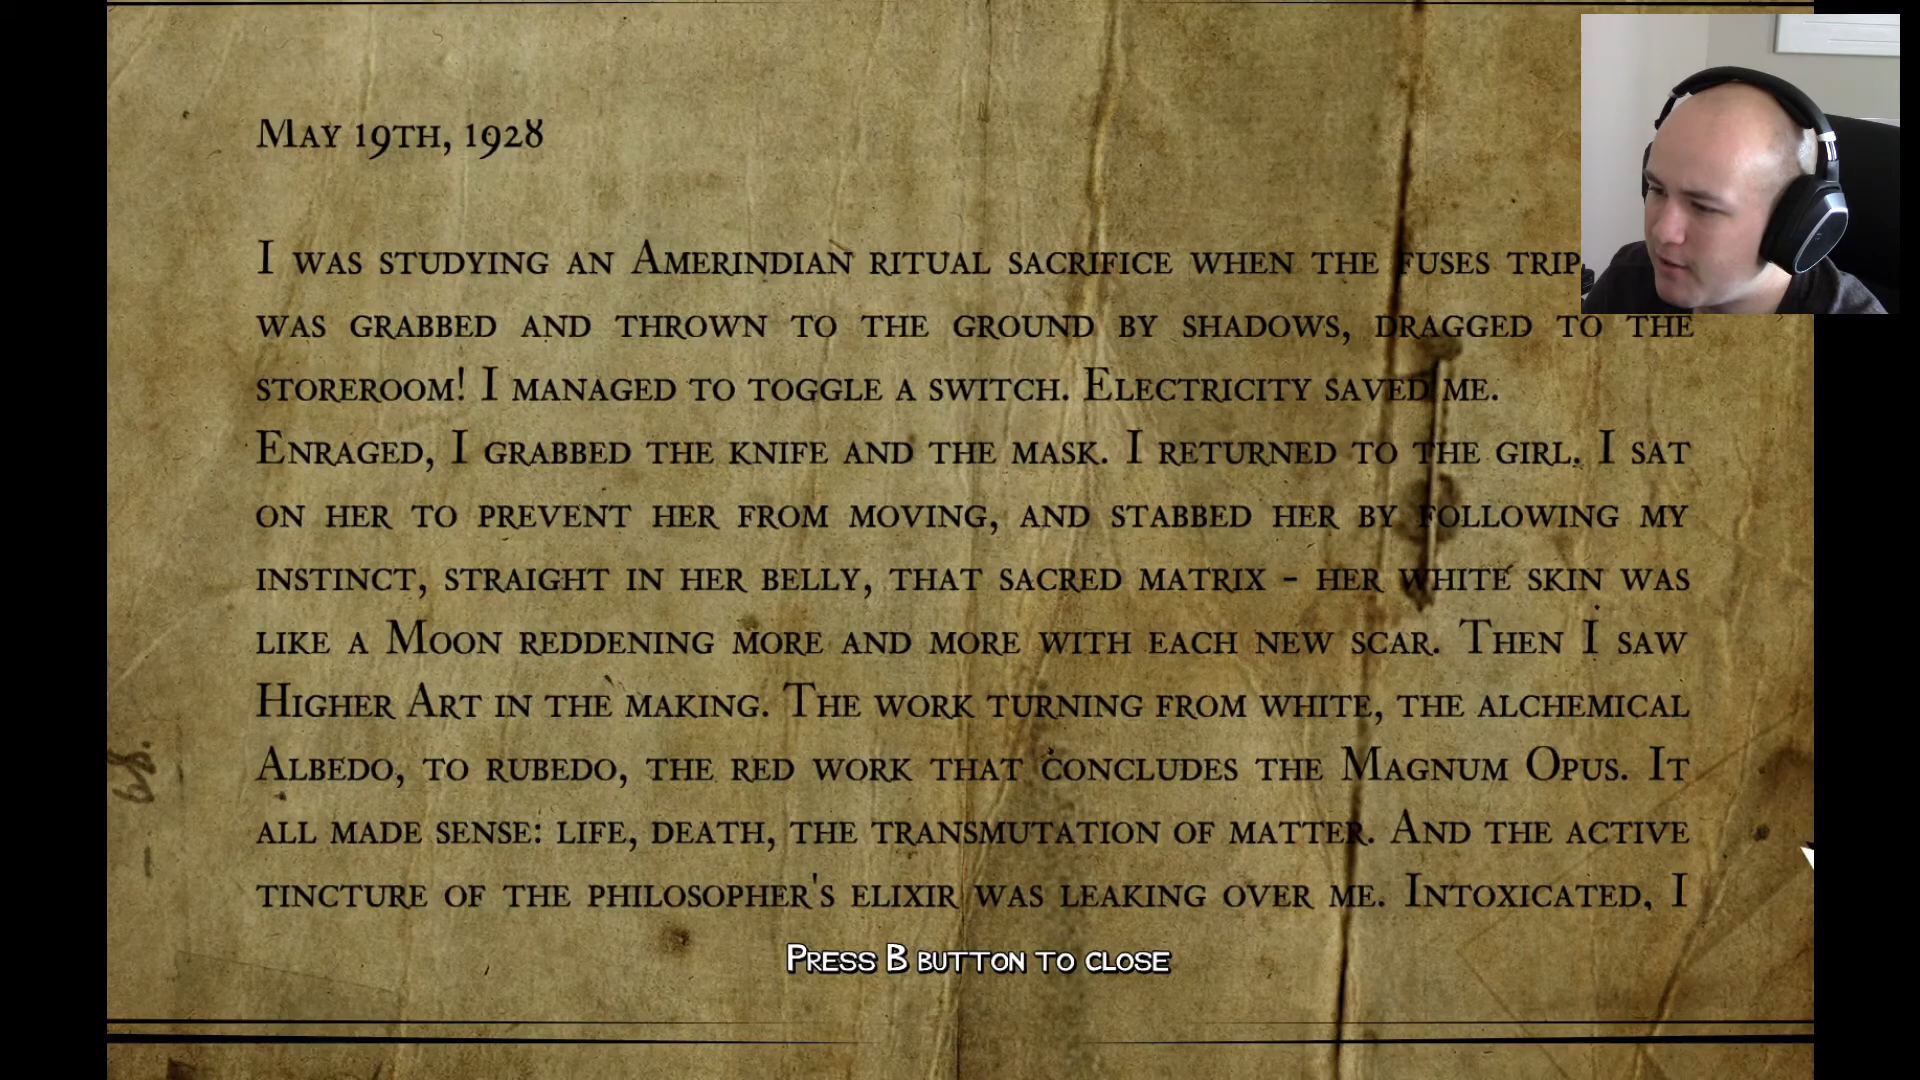 May 19th, 1928
I was studying an Amerindian ritual sacrifice when the fuses
was grabbed and thrown to the ground by shadows, dragged to the
storeroom! I managed to toggle a switch. Electricity saved me.
Enraged, I grabbed the knife and the mask. I returned to the girl. I sat
on her to prevent her from moving, and stabbed her by following my
instinct, straight in her belly, that sacred matrix - her white skin was
like a Moon reddening more and more with each new scar. Then I saw
Higher Art in the making. The work turning from white, the alchemical
Albedo, to rubedo, the red work that concludes the Magnum Opus. It
all made sense: life, death, the transmutation of matter. And the active
tincture of the philosopher's elixir was leaking over me. Intoxicated, I
Press B button to close
68.